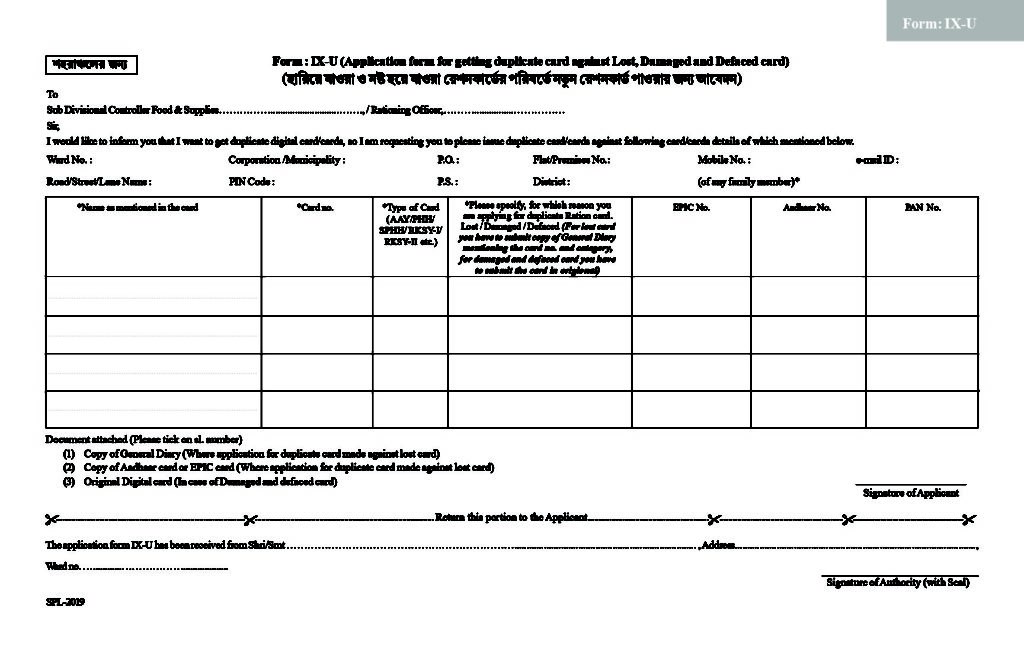 Form: IX-U
শহরাঞ্চলের জন্য
Form : IX-U (Application form for getting duplicate card against Lost, Damaged and Defaced card)
(হারিয়ে যাওয়া ও নষ্ট হয়ে যাওয়া রেশনকার্ডের পরিবর্তে নতুন রেশনকার্ড পাওয়ার জন্য আবেদন)
To
Sub Divisional Controller Food & Supplies............................................, / Rationing Officer,.......................................
Sir,
I would like to inform you that I want to get duplicate digital card/cards, so I am requesting you to please issue duplicate card/cards against following card/cards details of which mentioned below.
Ward No. : Corporation /Municipality : P.O. : Flat/Premises No.: Mobile No. : e-mail ID :
Road/Street/Lane Name : PIN Code : P.S. : District : (of any family member)*
*Name as mentioned in the card
*Card no.
*Type of Card
(AAY/PHH/
SPHH/ RKSY-I/
RKSY-II etc.)
*Please specify, for which reason you
are applying for duplicate Ration card.
Lost / Damaged / Defaced (For lost card
you have to submit copy of General Diary
mentioning the card no. and category,
for damaged and defaced card you have
to submit the card in origional)
EPIC No.
Aadhaar No.
PAN No.
Document attached (Please tick on sl. number)
(1) Copy of General Diary (Where application for duplicate card made against lost card)
(2) Copy of Aadhaar card or EPIC card (Where application for duplicate card made against lost card)
(3) Original Digital card (In case of Damaged and defaced card)
Signature of Applicant
Return this portion to the Applicant
The application form IX-U has been received from Shri/Smt ........................................................................................................, Address..............................................................................,
Ward no. ...............................................
Signature of Authority (with Seal)
SPL-2019